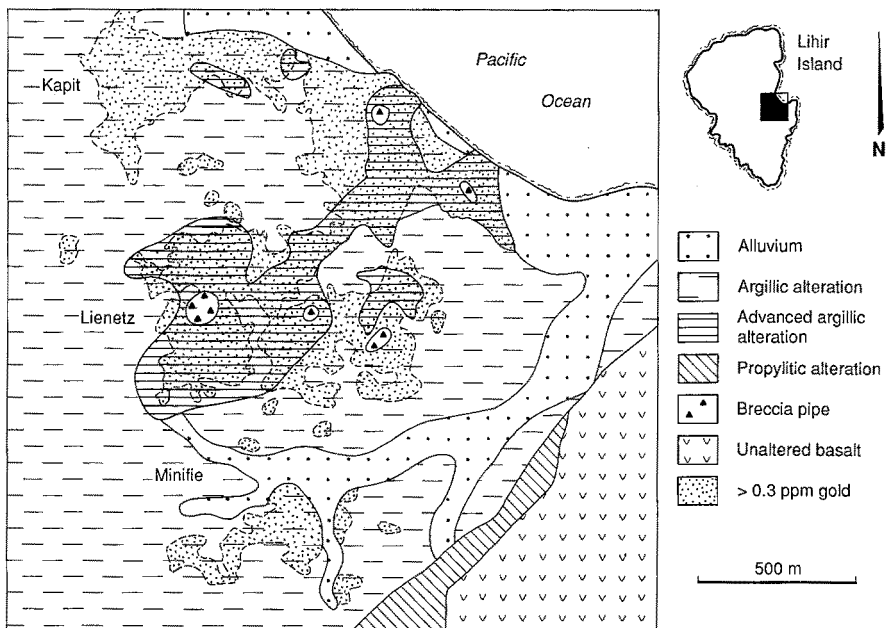 Kapit
Pacific
Ocean
Lienetz
Minifie
Lihir
Island
N
Alluvium
Argillic alteration
Advanced argillic
alteration
Propylitic alteration
Breccia pipe
Unaltered basalt
> 0.3 ppm gold
500 m